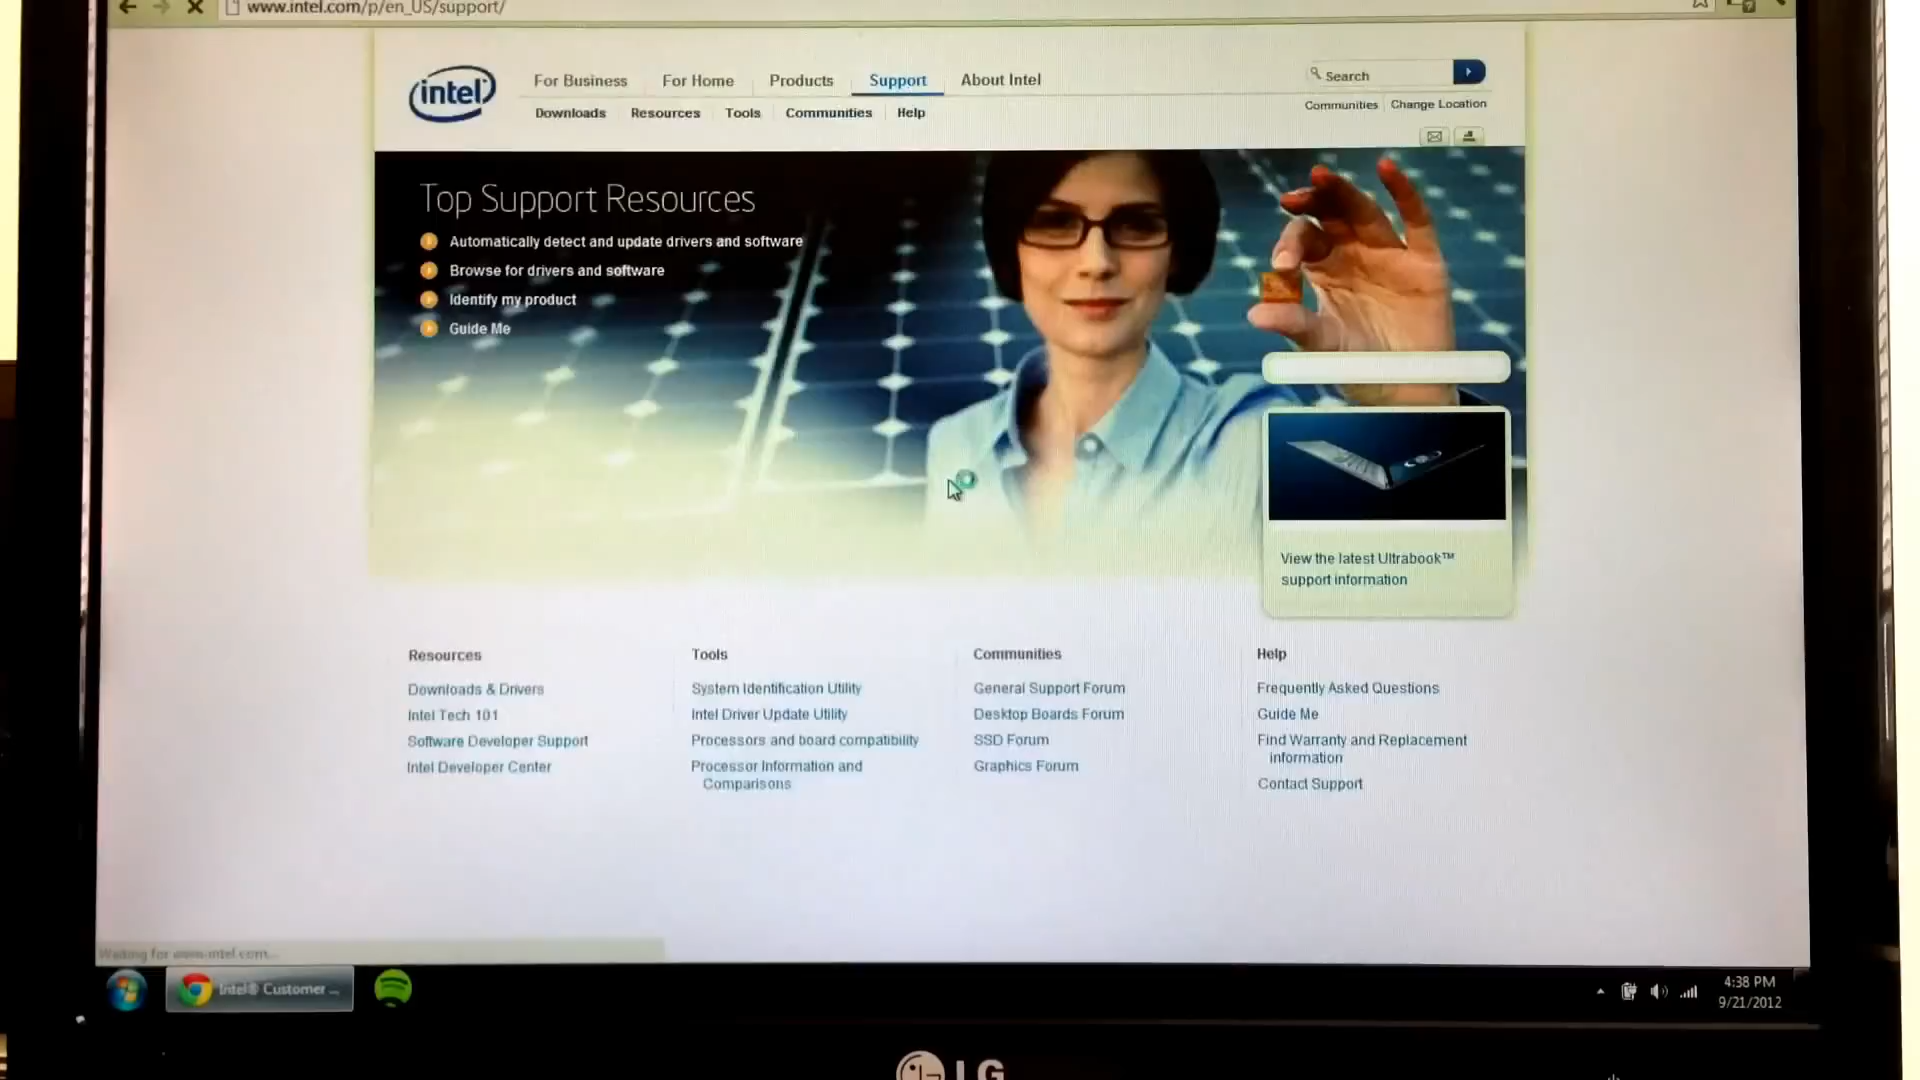 www.intel.com/p/en_US/support/
intel
For Business
For Home
Products
Support
About Intel
Search
Downloads
Resources
Tools
Communities
Help
Communities
Change Location
Top Support Resources
Automatically detect and update drivers and software
Browse for drivers and software
Identify my product
Guide Me
View the latest Ultrabook™
support information
Resources
Downloads & Drivers
Intel Tech 101
Software Developer Support
Intel Developer Center
Tools
System Identification Utility
Intel Driver Update Utility
Processors and board compatibility
Processor Information and
Comparisons
Communities
General Support Forum
Desktop Boards Forum
SSD Forum
Graphics Forum
Help
Frequently Asked Questions
Guide Me
Find Warranty and Replacement
information
Contact Support
Waiting for www.intel.com...
Intel® Customer ...
4:38 PM
9/21/2012
LG